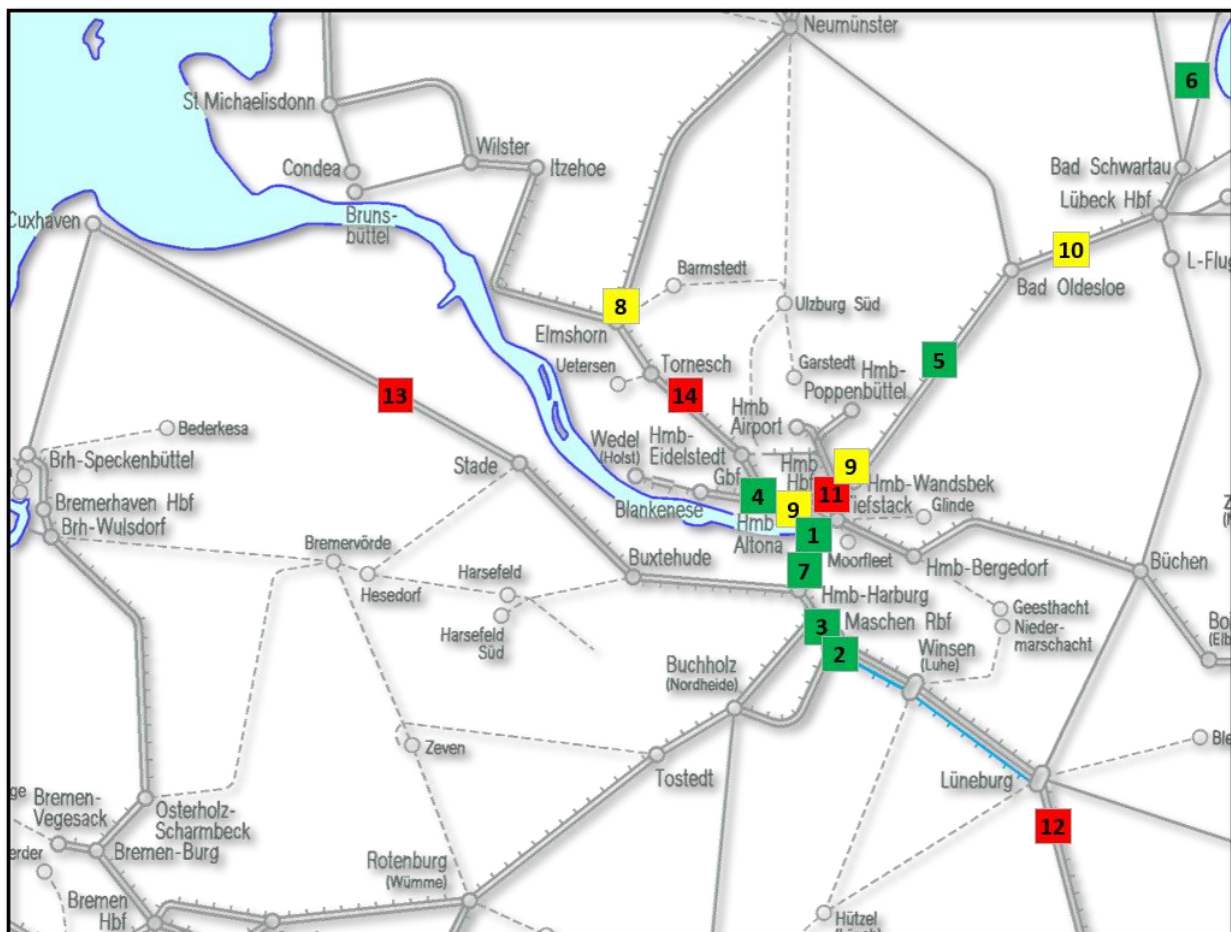 Neumünster
6
St Michaelisdonn
Wilster
Condea
Itzehoe
Bad Schwartau
Lübeck Hbf
Cuxhaven
Bruns-
büttel
10
L-Flug
Barmstedt
Bad Oldesloe
8
Ulzburg Süd
Elmshorn
Uetersen
Tornesch
Garstedt
Hmb-
Poppenbüttel
5
13
14
Hmb
Airport
Bederkesa
Wedel
(Holst)
Hmb-
Eidelstedt
Brh-Speckenbüttel
Stade
Gbf
Hmb
Hbf
9
Hmb-Wandsbek
4
11
Tiefstack
Glinde
Bremerhaven Hbf
Blankenese
9
Brh-Wulsdorf
Hmb
Altona
1
Moorfleet
Bremervörde
Buxtehude
Hmb-Bergedorf
Büchen
Hesedorf
Harsefeld
7
Hmb-Harburg
Geesthacht
Harsefeld
Süd
3
Maschen Rbf
Nieder-
marschacht
2
Winsen
(Luhe)
Buchholz
(Nordheide)
Zeven
Tostedt
Lüneburg
Bremen-
Vegesack
Osterholz-
Scharmbeck
12
Bremen-Burg
Rotenburg
(Wümme)
Bremen
Hbf
Hützel